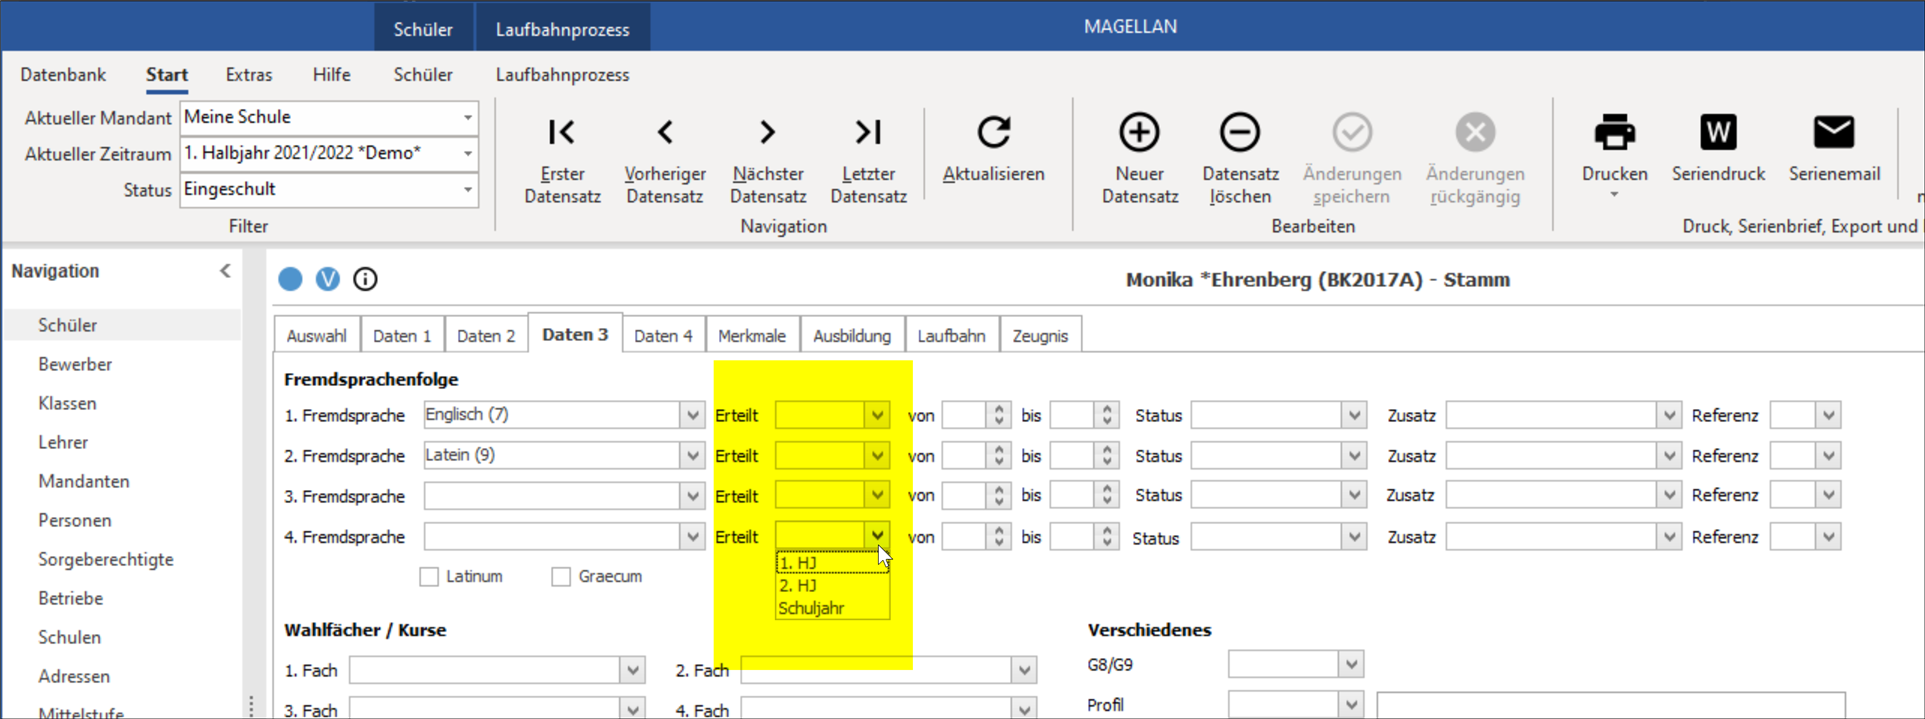 Schüler Laufbahnprozess MAGELLAN
Datenbank Start Extras Hilfe Schüler Laufbahnprozess
Aktueller Mandant Meine Schule
Aktueller Zeitraum 1. Halbjahr 2021/2022 *Demo*
Status Eingeschult
Filter
Erster Datensatz
Vorheriger Datensatz
Nächster Datensatz
Letzter Datensatz
Aktualisieren
Navigation
Neuer Datensatz
Datensatz löschen
Änderungen speichern
Änderungen rückgängig
Bearbeiten
W
Drucken Seriendruck Serienemail
Druck, Serienbrief, Export und
Navigation
Schüler
Bewerber
Klassen
Lehrer
Mandanten
Personen
Sorgeberechtigte
Betriebe
Schulen
Adressen
Mittelstufe
V
Monika *Ehrenberg (BK2017A) - Stamm
Auswahl Daten 1 Daten 2 Daten 3 Daten 4 Merkmale Ausbildung Laufbahn Zeugnis
Fremdsprachenfolge
1. Fremdsprache Englisch (7) Erteilt von bis Status Zusatz Referenz
2. Fremdsprache Latein (9) Erteilt von bis Status Zusatz Referenz
3. Fremdsprache Erteilt von bis Status Zusatz Referenz
4. Fremdsprache Erteilt von bis Status Zusatz Referenz
1. HJ
2. HJ
Schuljahr
Latinum Graecum
Wahlfächer / Kurse
1. Fach 2. Fach
3. Fach 4. Fach
Verschiedenes
G8/G9
Profil